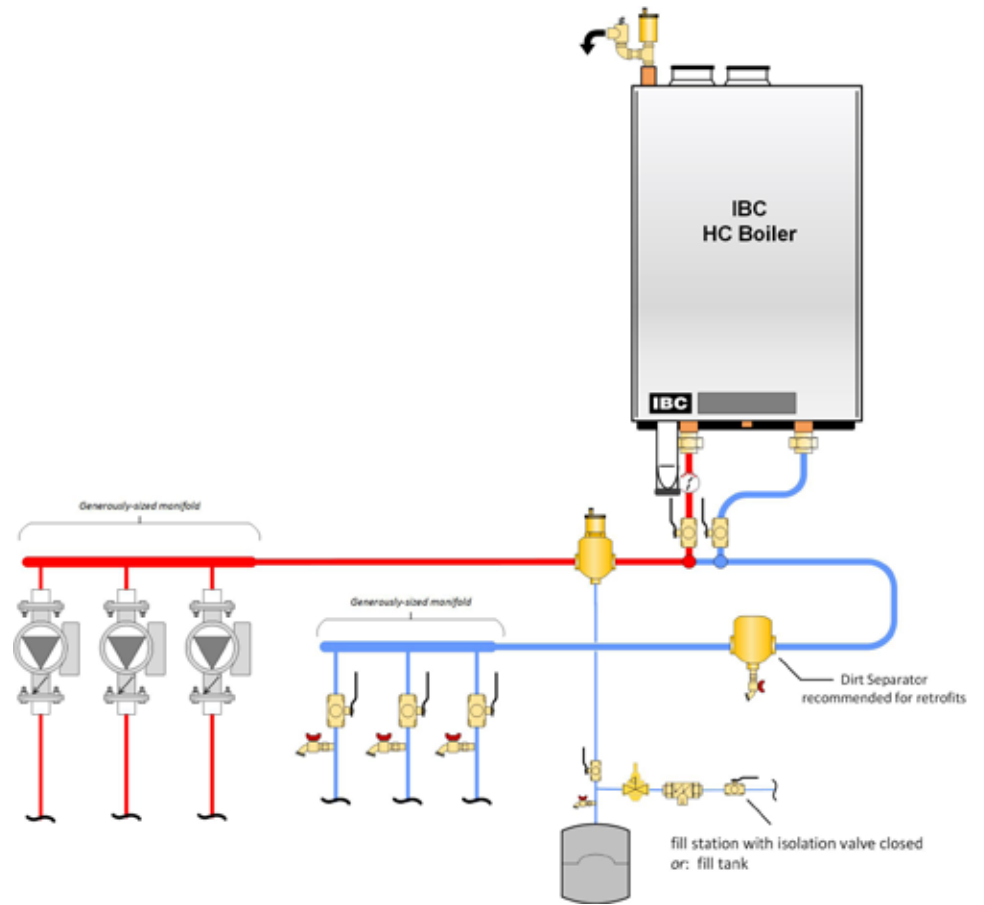 IBC
HC Boiler
IBC
Generously-sized manifold
Generously-sized manifold
Dirt Separator
recommended for retrofits
fill station with isolation valve closed
or: fill tank